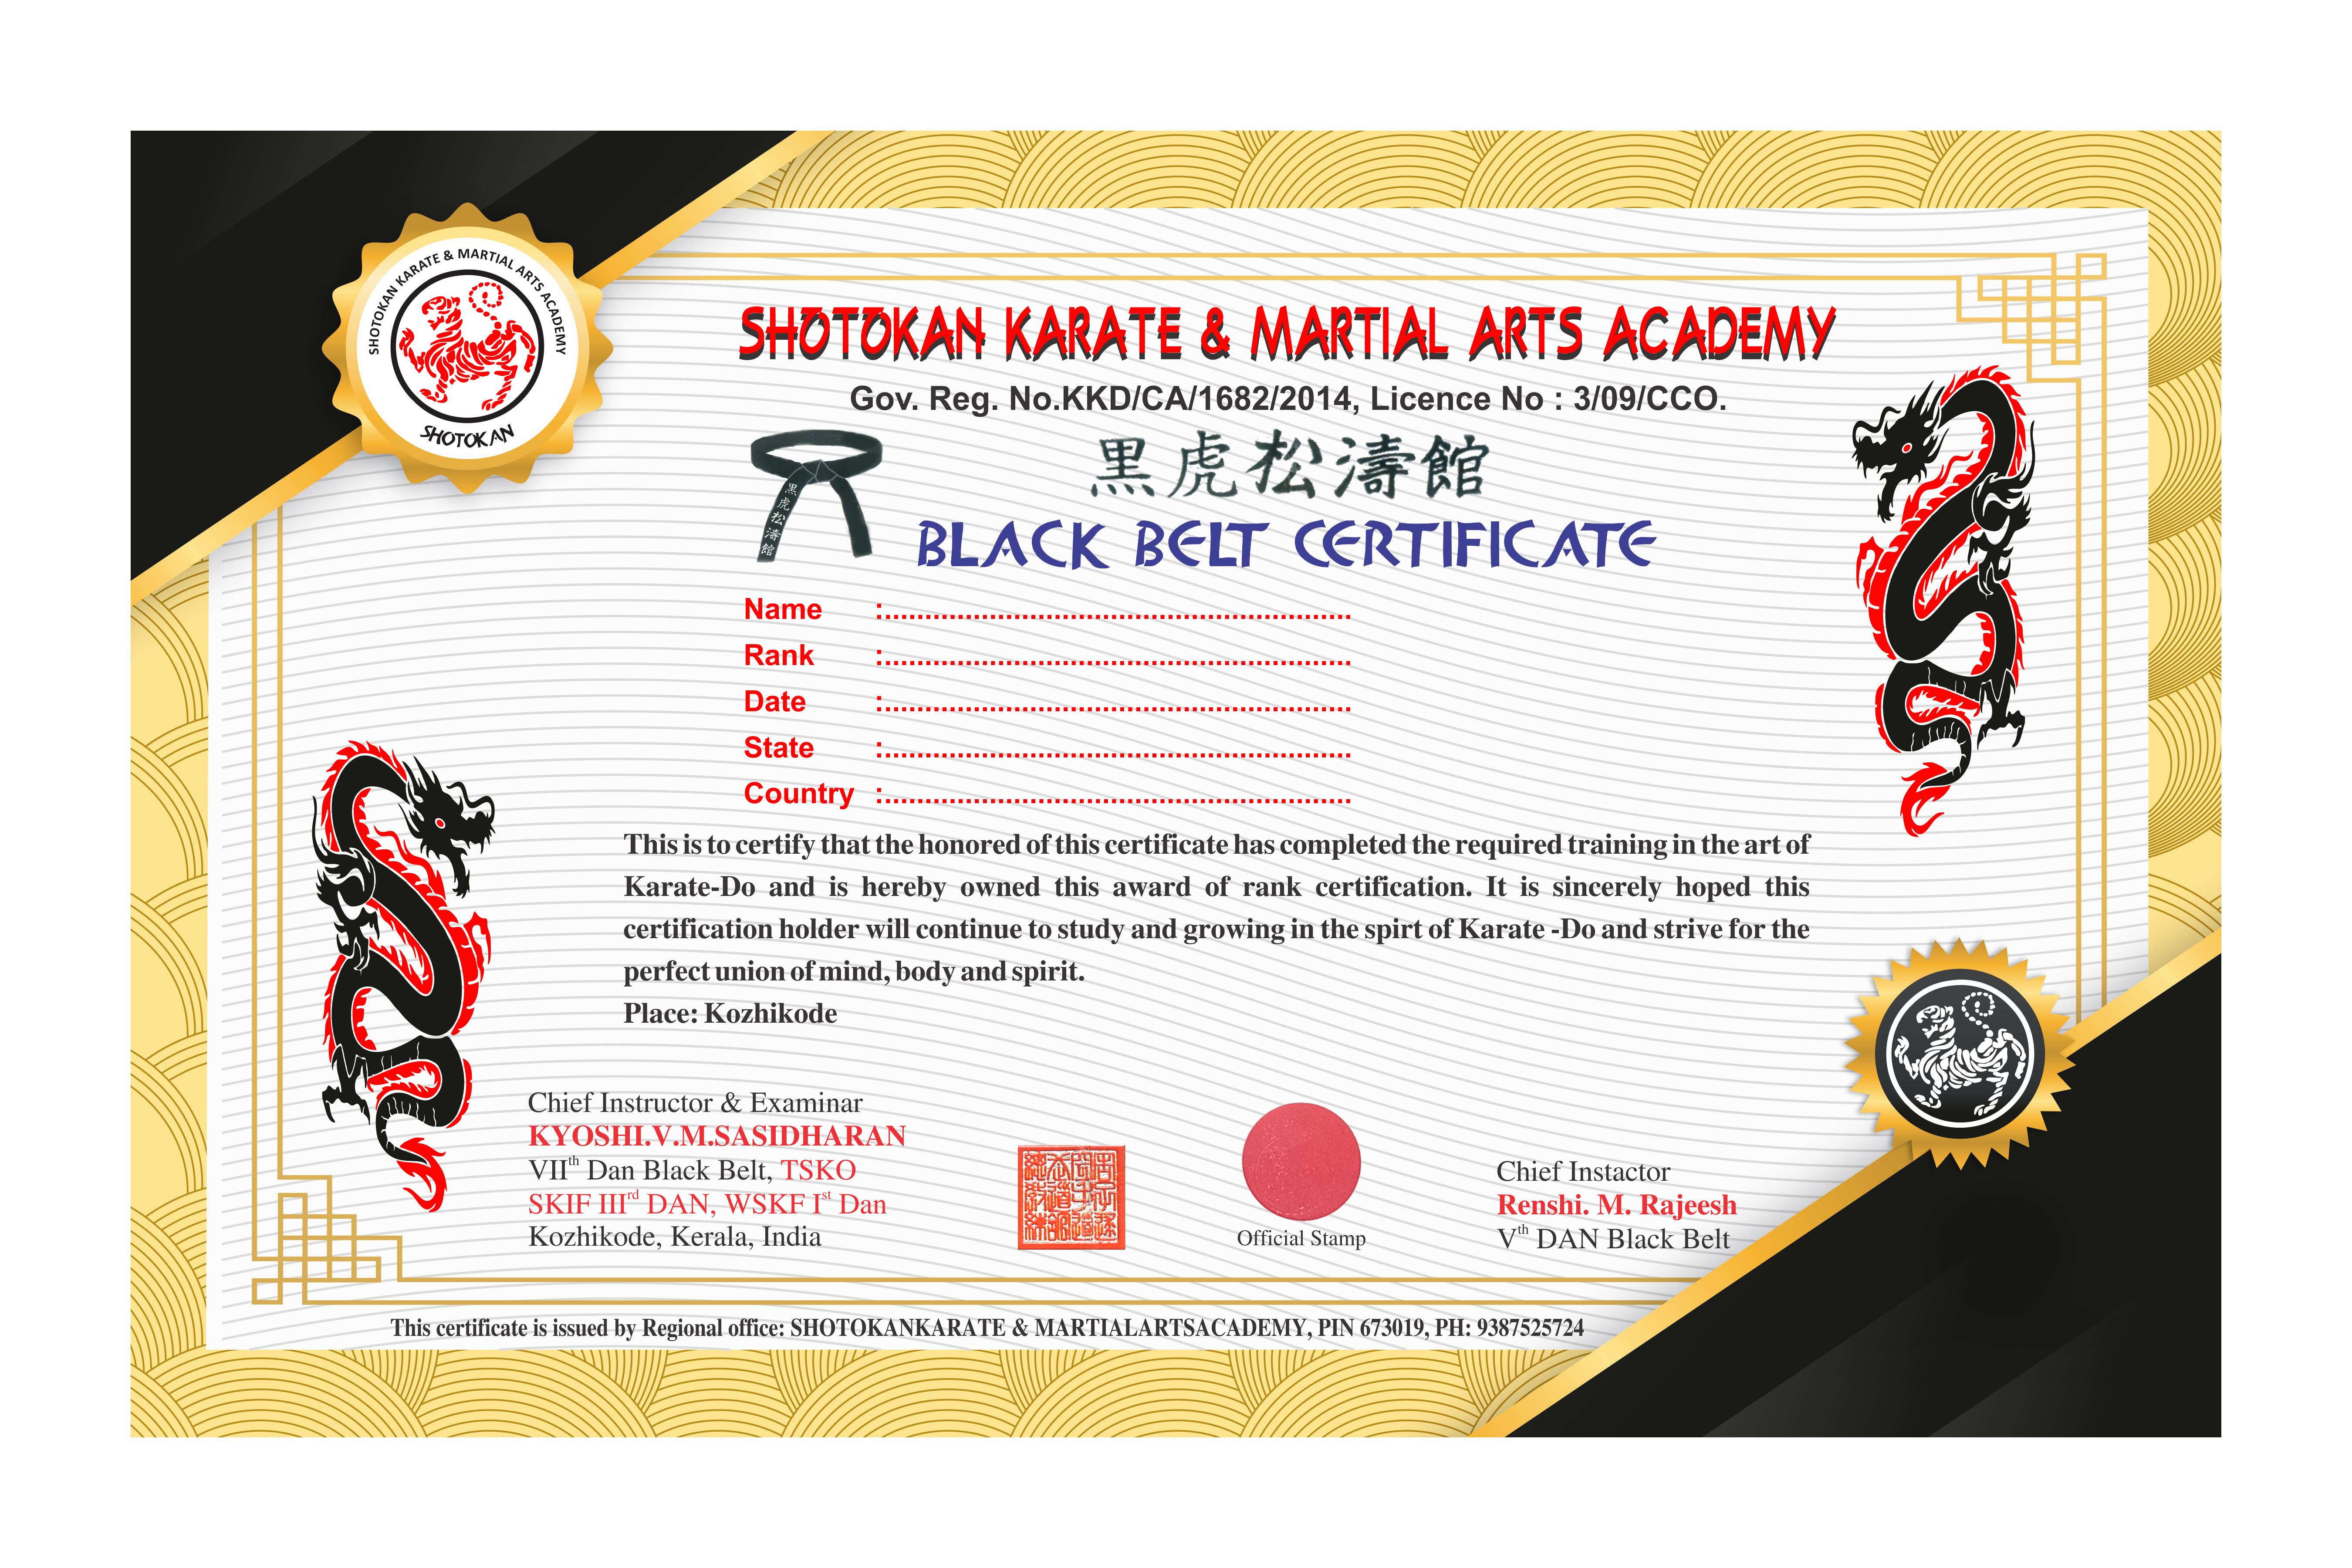 SHOTOKAN KARATE & MARTIAL ARTS ACADEMY
SHOTOKAN
SHOTOKAN KARATE & MARTIAL ARTS ACADEMY
Gov. Reg. No.KKD/CA/1682/2014, Licence No : 3/09/CCO.
黒虎松濤館
黒虎松濤館
BLACK BELT CERTIFICATE
Name :..........................................................
Rank :..........................................................
Date :..........................................................
State :..........................................................
Country :..........................................................
This is to certify that the honored of this certificate has completed the required training in the art of
Karate-Do and is hereby owned this award of rank certification. It is sincerely hoped this
certification holder will continue to study and growing in the spirt of Karate -Do and strive for the
perfect union of mind, body and spirit.
Place: Kozhikode
Chief Instructor & Examinar
KYOSHI.V.M.SASIDHARAN
VIIth Dan Black Belt, TSKO
SKIF IIIrd DAN, WSKF Ist Dan
Kozhikode, Kerala, India
Official Stamp
Chief Instactor
Renshi. M. Rajeesh
Vth DAN Black Belt
This certificate is issued by Regional office: SHOTOKANKARATE & MARTIALARTSACADEMY, PIN 673019, PH: 9387525724